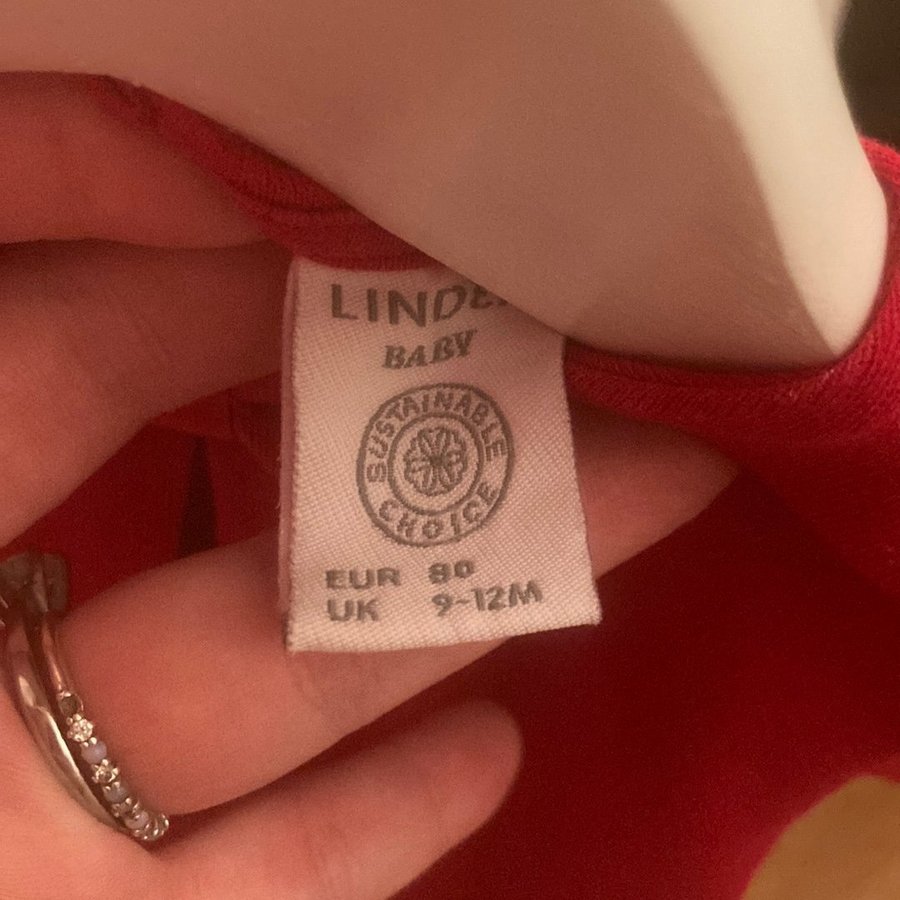 LINDE
BABY
SUSTAINABLE
CHOICE
EUR 80
UK 9-12M